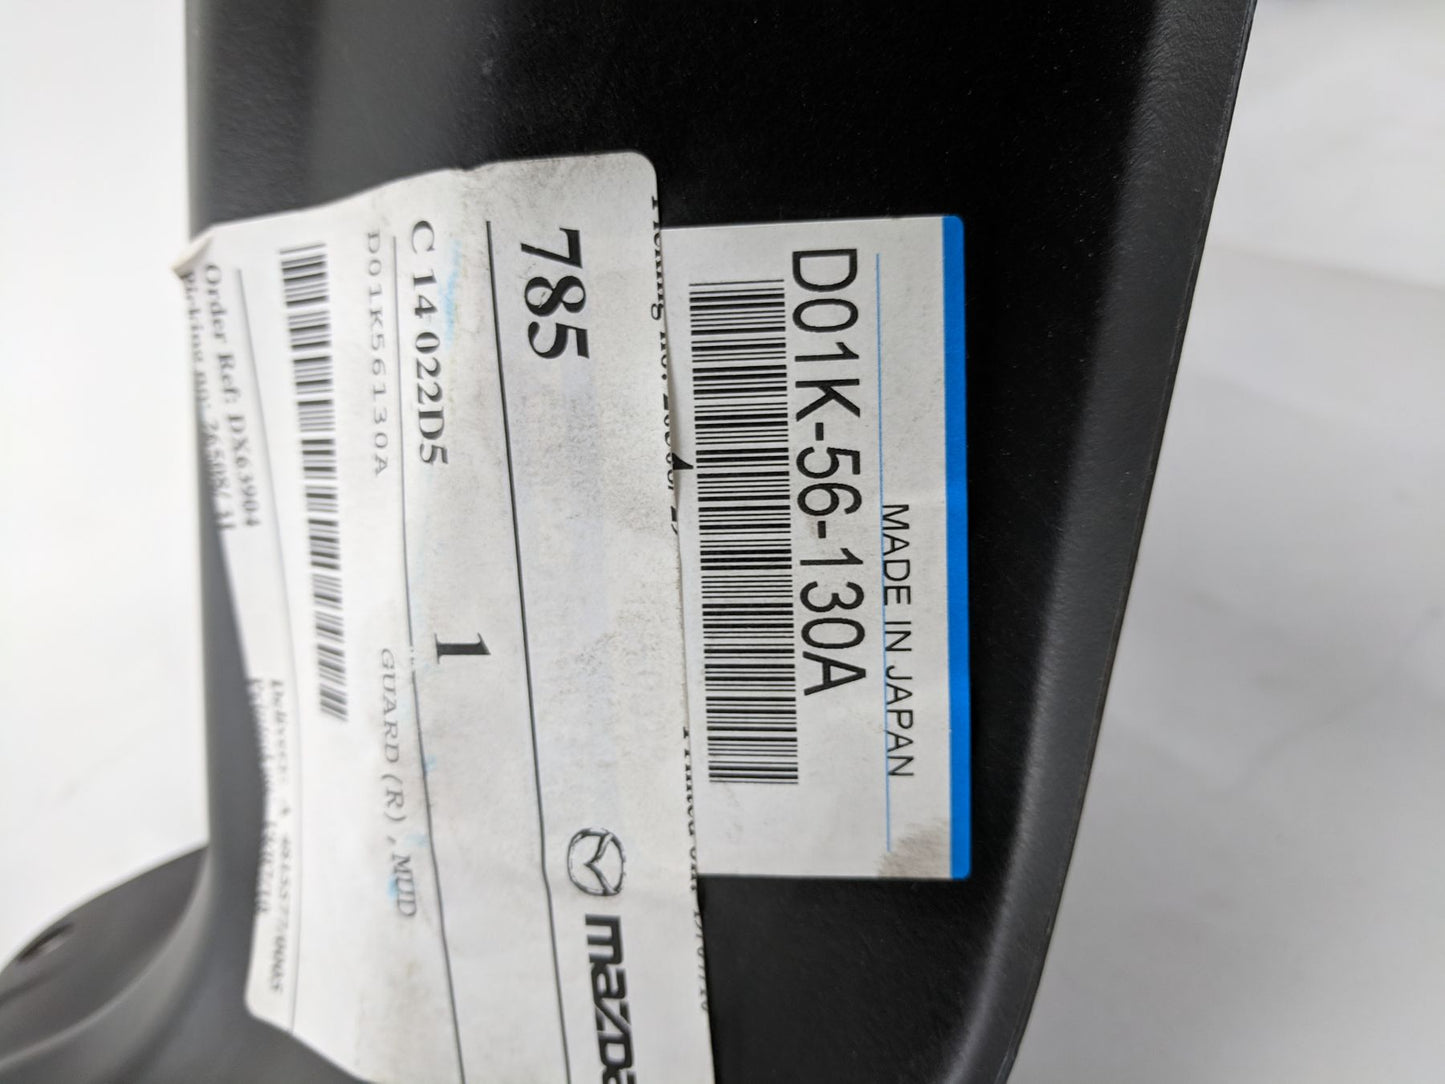 MADE IN JAPAN
D01K-56-130A
785
mazda
C 14 022D5
1
D01K56130A
GUARD (R), MUD
Order Ref: DX63904